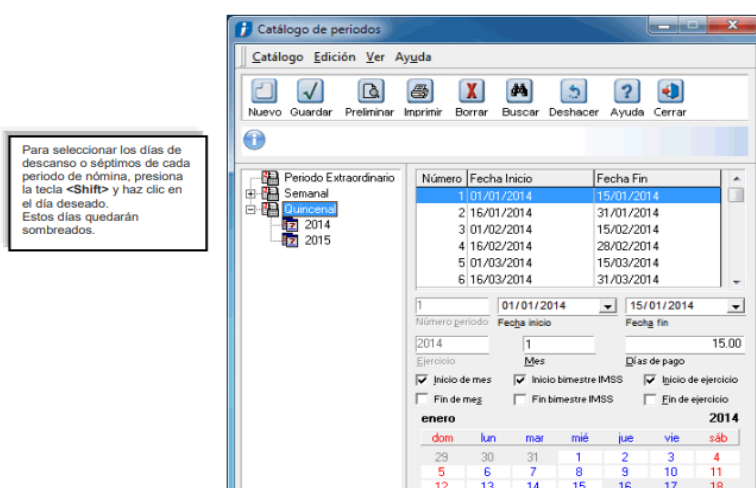 Catálogo de periodos
Catálogo Edición Ver Ayuda
Nuevo Guardar Preliminar Imprimir Borrar Buscar Deshacer Ayuda Cerrar
Para seleccionar los días de
descanso o séptimos de cada
periodo de nómina, presiona
la tecla <Shift> y haz clic en
el día deseado.
Estos días quedarán
sombreados.
Periodo Extraordinario
Semanal
Quincenal
2014
2015
Número Fecha Inicio Fecha Fin
1 01/01/2014 15/01/2014
2 16/01/2014 31/01/2014
3 01/02/2014 15/02/2014
4 16/02/2014 28/02/2014
5 01/03/2014 15/03/2014
6 16/03/2014 31/03/2014
1 01/01/2014 15/01/2014
Número periodo Fecha inicio Fecha fin
2014 1 15.00
Ejercicio Mes Días de pago
Inicio de mes Inicio bimestre IMSS Inicio de ejercicio
Fin de mes Fin bimestre IMSS Fin de ejercicio
enero 2014
dom lun mar mié jue vie sáb
29 30 31 1 2 3 4
5 6 7 8 9 10 11
12 13 14 15 16 17 18